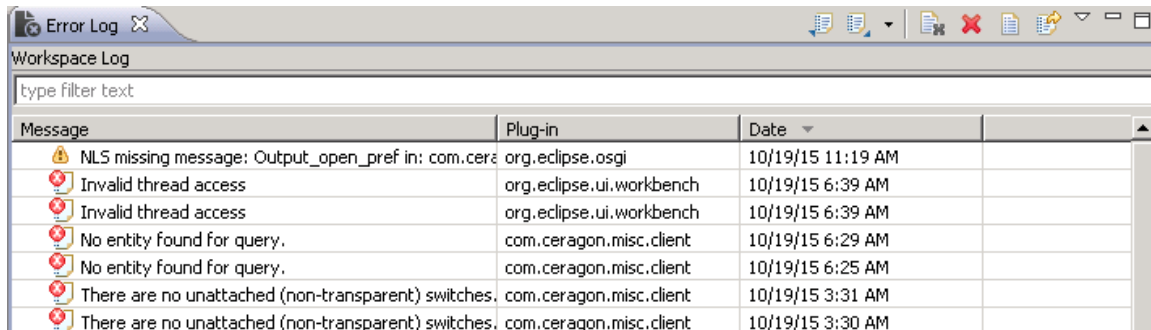 Error Log
Workspace Log
type filter text
Message Plug-in Date
NLS missing message: Output_open_pref in: com.cera org.eclipse.osgi 10/19/15 11:19 AM
Invalid thread access org.eclipse.ui.workbench 10/19/15 6:39 AM
Invalid thread access org.eclipse.ui.workbench 10/19/15 6:39 AM
No entity found for query. com.ceragon.misc.client 10/19/15 6:29 AM
No entity found for query. com.ceragon.misc.client 10/19/15 6:25 AM
There are no unattached (non-transparent) switches. com.ceragon.misc.client 10/19/15 3:31 AM
There are no unattached (non-transparent) switches. com.ceragon.misc.client 10/19/15 3:30 AM